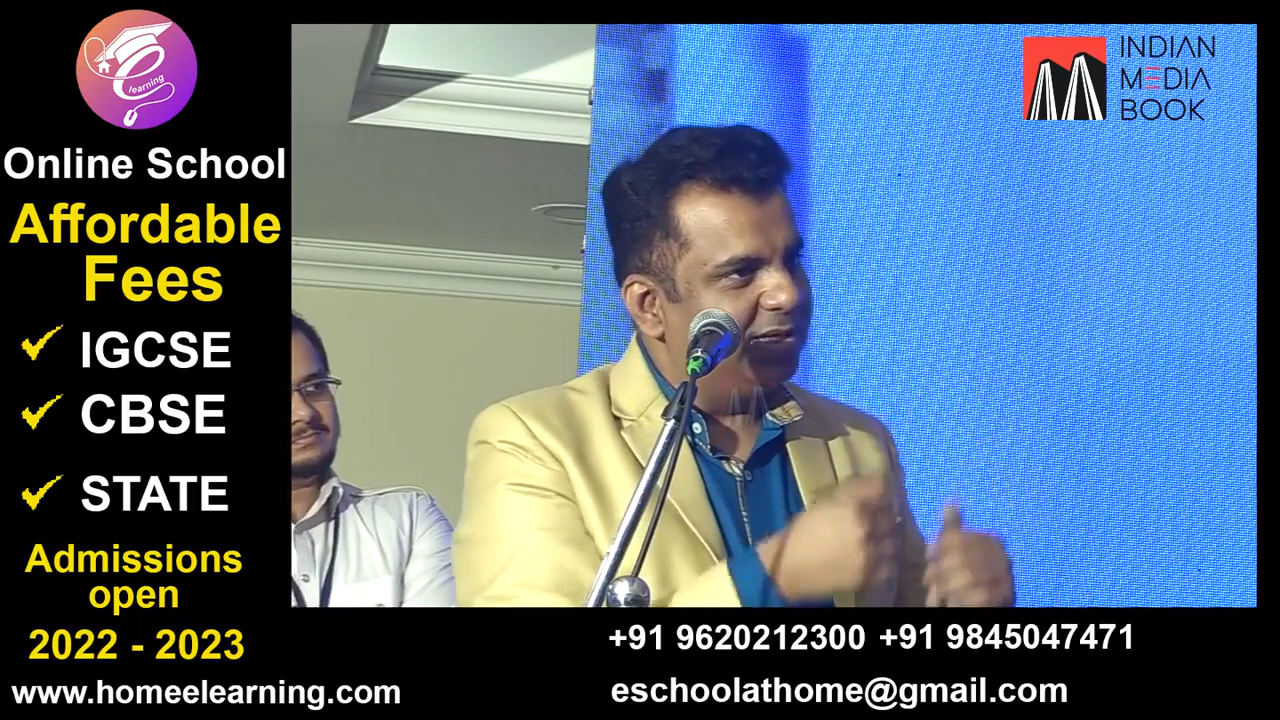 learning
Online School
Affordable
Fees
IGCSE
CBSE
STATE
Admissions
open
2022 - 2023
www.homeelearning.com
INDIAN
MEDIA
BOOK
+91 9620212300 +91 9845047471
eschoolathome@gmail.com